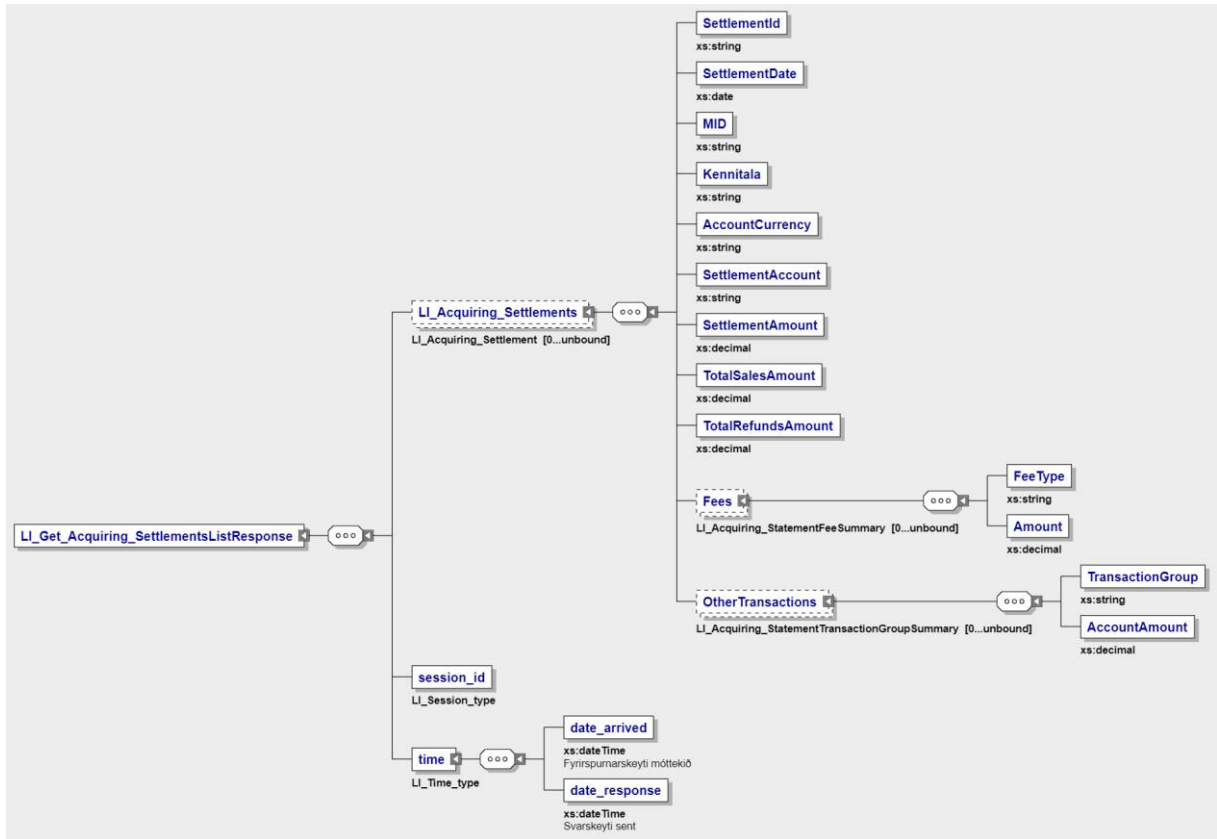 SettlementId
xs:string
SettlementDate
xs:date
MID
xs:string
Kennitala
xs:string
AccountCurrency
xs:string
SettlementAccount
xs:string
LI_Acquiring_Settlements
LI_Acquiring_Settlement [0...unbound]
SettlementAmount
xs:decimal
TotalSalesAmount
xs:decimal
TotalRefundsAmount
xs:decimal
Fees
LI_Acquiring_StatementFeeSummary [0...unbound]
FeeType
xs:string
Amount
xs:decimal
LI_Get_Acquiring_SettlementsListResponse
OtherTransactions
LI_Acquiring_StatementTransactionGroupSummary [0...unbound]
TransactionGroup
xs:string
AccountAmount
xs:decimal
session_id
LI_Session_type
time
LI_Time_type
date_arrived
xs:dateTime
Fyrirspurnarskeyti móttekið
date_response
xs:dateTime
Svarskeyti sent